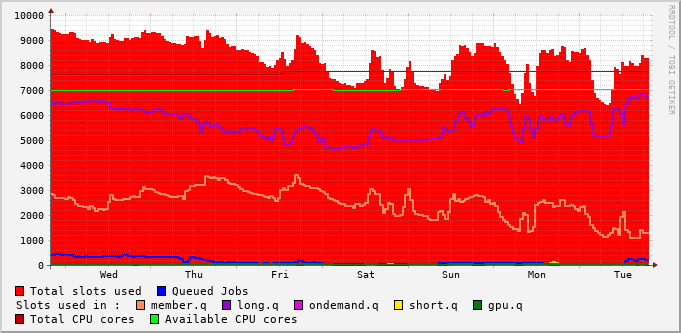 RRDTOOL / TOBI OETIKER
10000
9000
8000
7000
6000
5000
4000
3000
2000
1000
0
Wed Thu Fri Sat Sun Mon Tue
Total slots used Queued Jobs
Slots used in : member.q long.q ondemand.q short.q gpu.q
Total CPU cores Available CPU cores